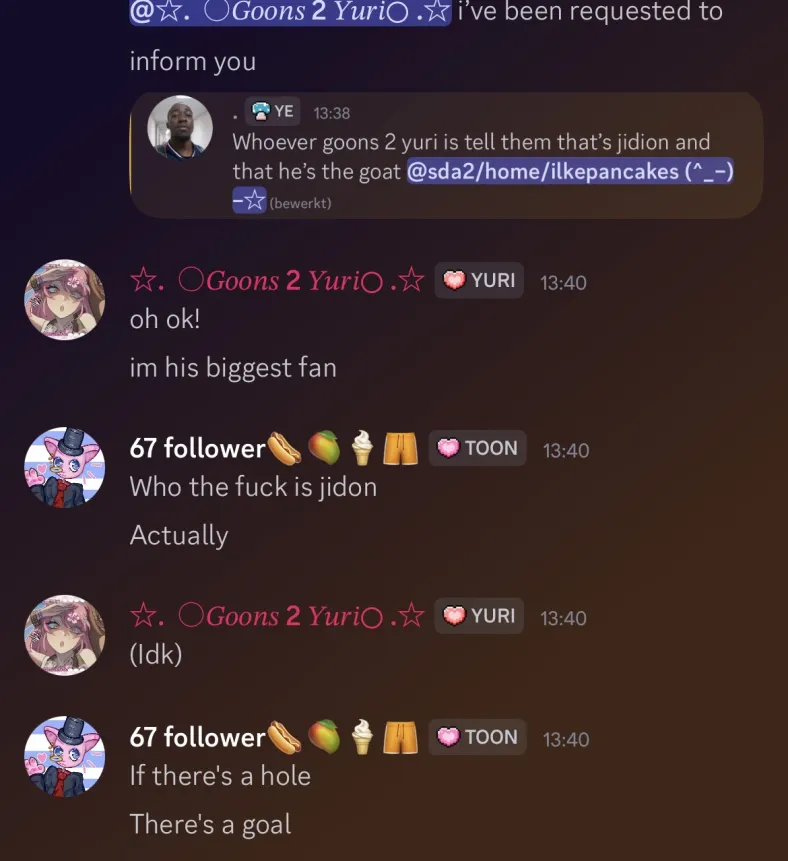 @☆. ○Goons 2 Yuri○ .☆ i've been requested to
inform you
. YE 13:38
Whoever goons 2 yuri is tell them that's jidion and
that he's the goat @sda2/home/ilkepancakes (^_−)
−☆ (bewerkt)
☆. ○Goons 2 Yuri○ .☆ YURI 13:40
oh ok!
im his biggest fan
67 follower🌭🥭🍦🩳 TOON 13:40
Who the fuck is jidon
Actually
☆. ○Goons 2 Yuri○ .☆ YURI 13:40
(Idk)
67 follower🌭🥭🍦🩳 TOON 13:40
If there's a hole
There's a goal